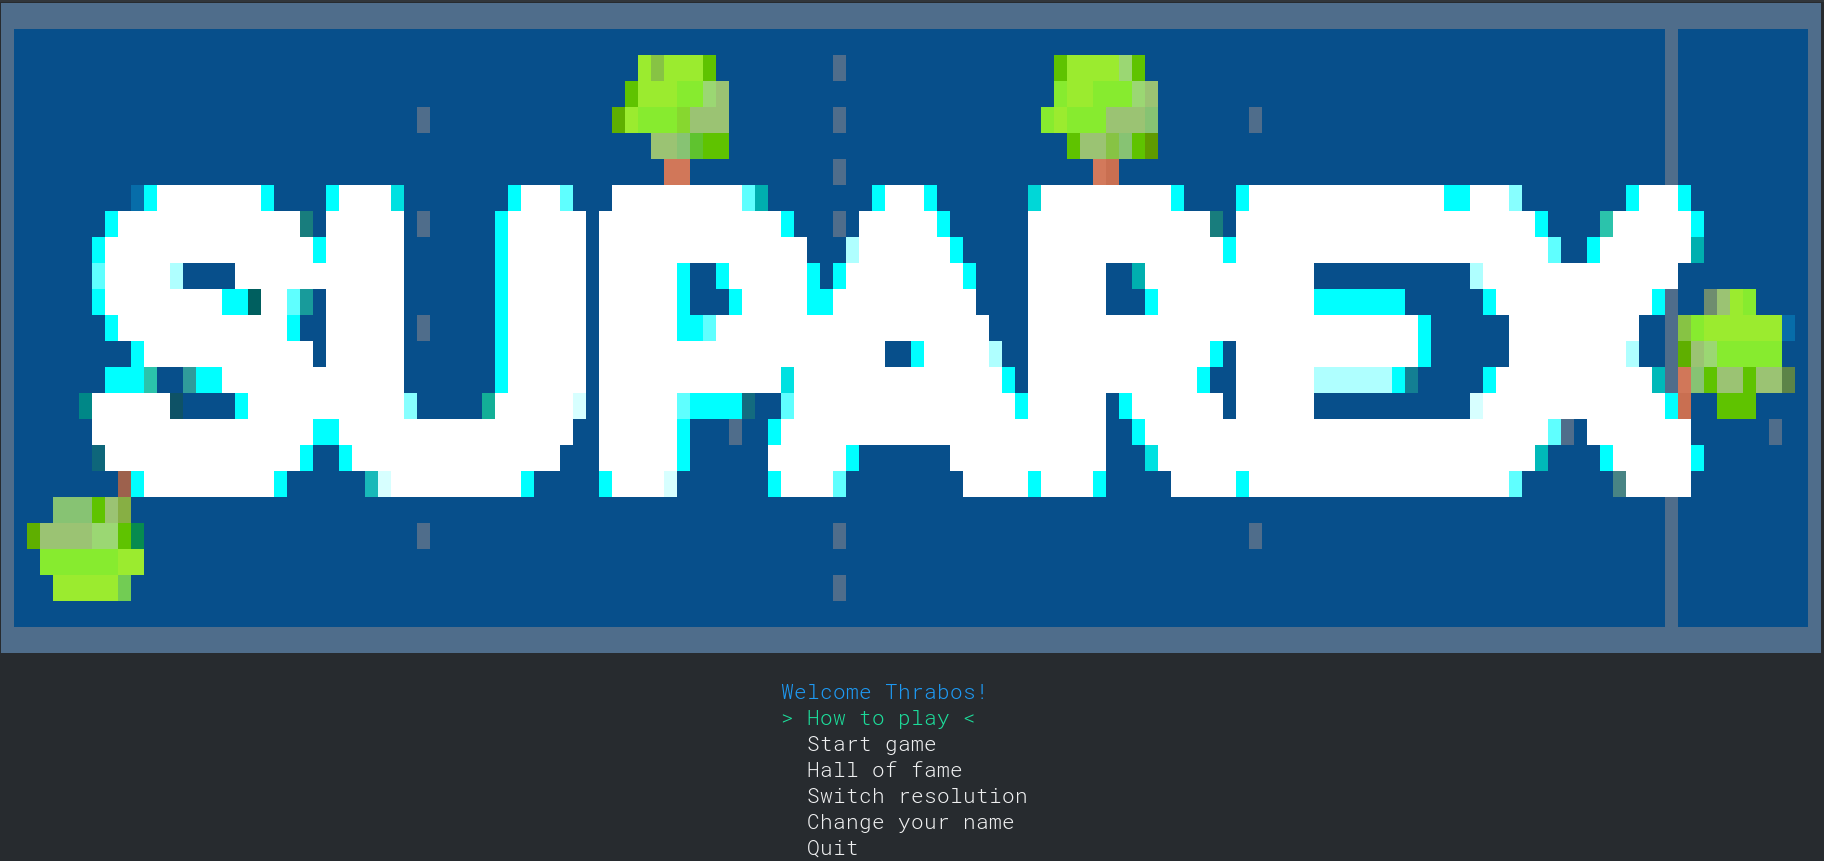 SUPAREX
Welcome Thrabos!
> How to play <
Start game
Hall of fame
Switch resolution
Change your name
Quit